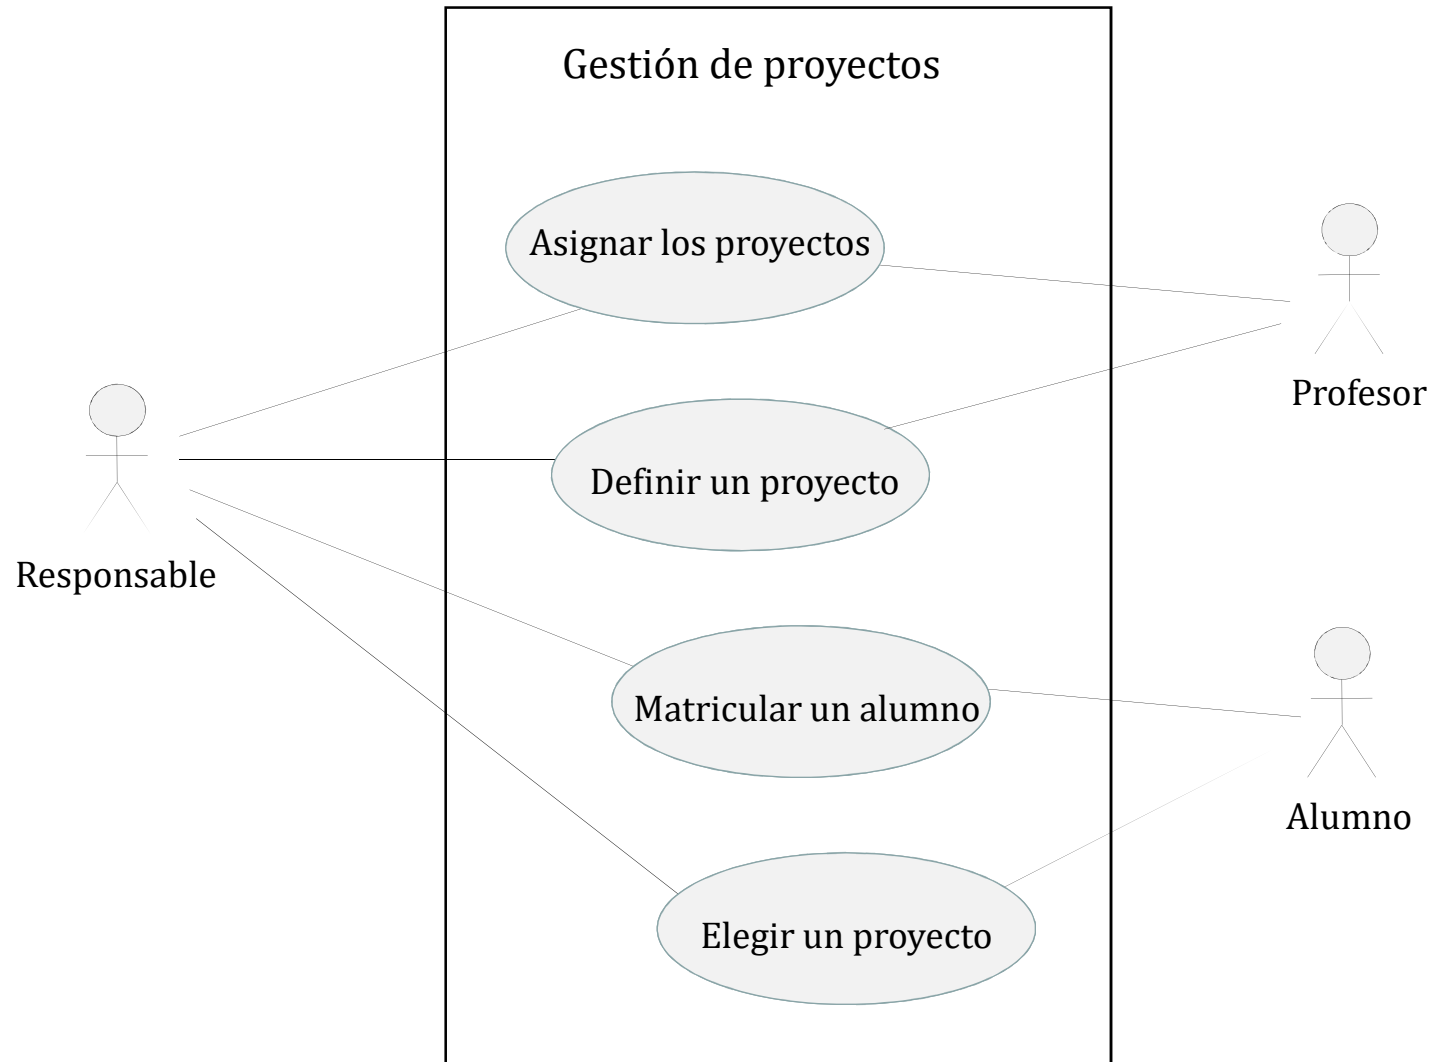 Gestión de proyectos
Asignar los proyectos
Profesor
Definir un proyecto
Responsable
Matricular un alumno
Alumno
Elegir un proyecto